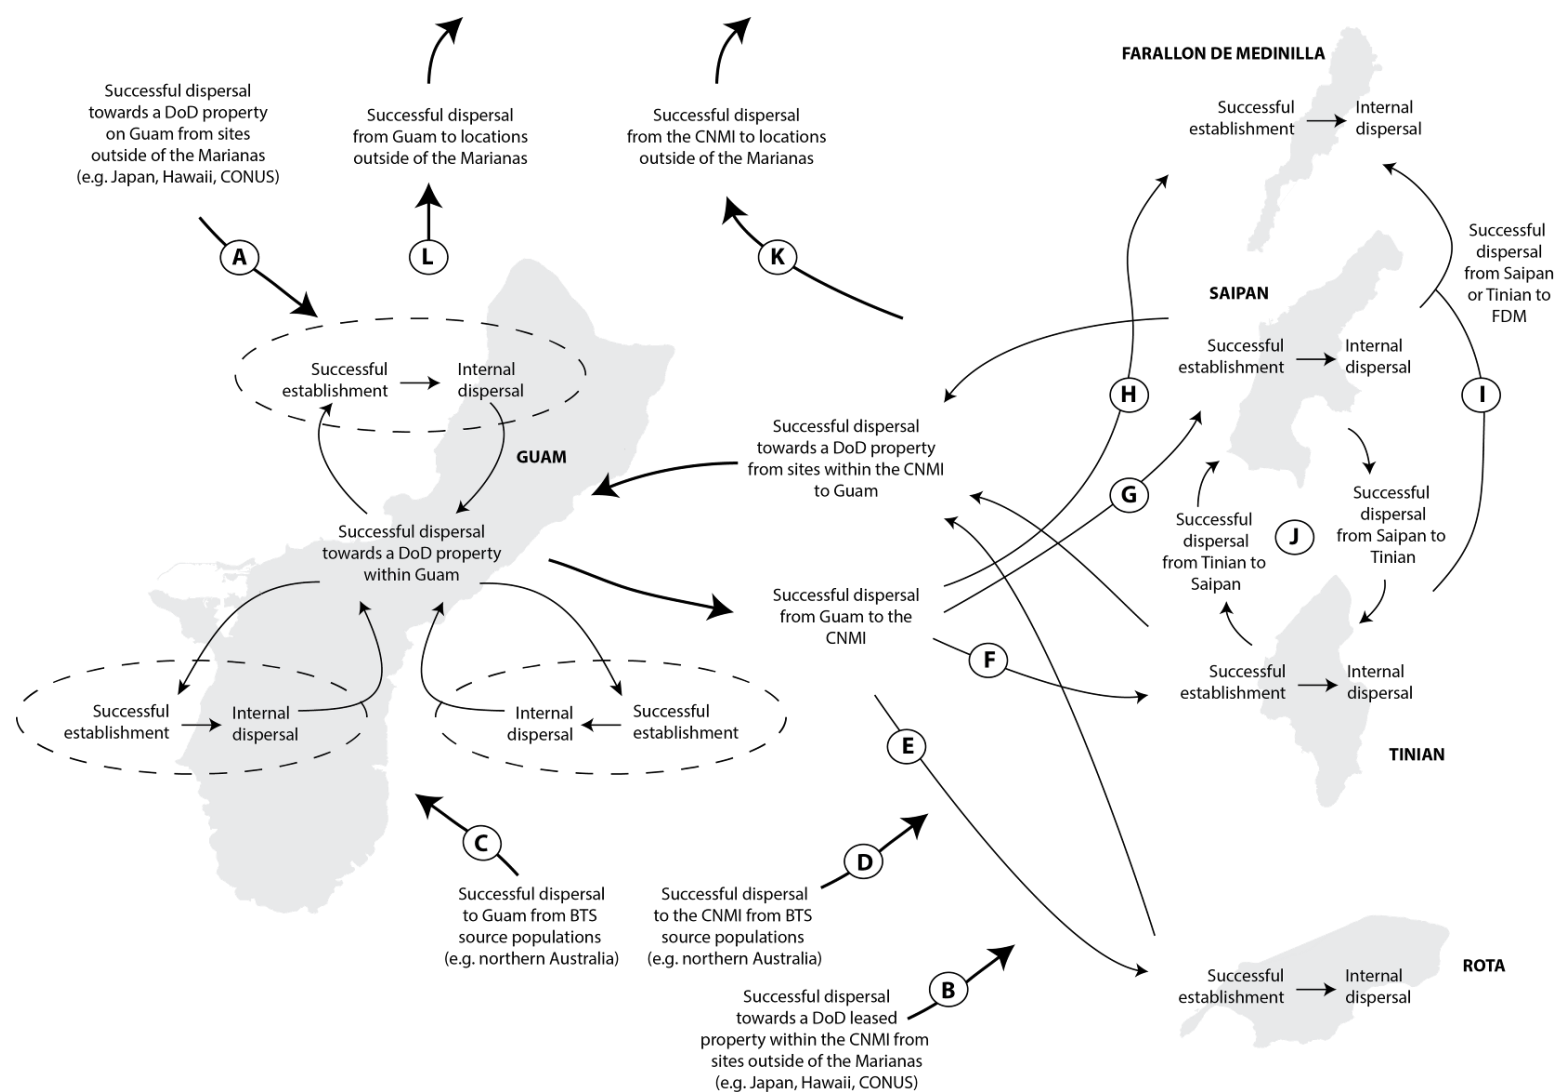 Successful dispersal
towards a DoD property
on Guam from sites
outside of the Marianas
(e.g. Japan, Hawaii, CONUS)
Successful dispersal
from Guam to locations
outside of the Marianas
Successful dispersal
from the CNMI to locations
outside of the Marianas
FARALLON DE MEDINILLA
Successful
establishment
Internal
dispersal
A
L
K
Successful
dispersal
from Saipan
or Tinian to
FDM
SAIPAN
Successful
establishment
Internal
dispersal
Successful
establishment
Internal
dispersal
GUAM
H
I
Successful dispersal
towards a DoD property
from sites within the CNMI
to Guam
G
Successful dispersal
towards a DoD property
within Guam
Successful
dispersal
from Tinian to
Saipan
J
Successful
dispersal
from Saipan to
Tinian
Successful dispersal
from Guam to the
CNMI
F
Successful
establishment
Internal
dispersal
TINIAN
Successful
establishment
Internal
dispersal
Internal
dispersal
Successful
establishment
E
C
D
Successful dispersal
to Guam from BTS
source populations
(e.g. northern Australia)
Successful dispersal
to the CNMI from BTS
source populations
(e.g. northern Australia)
B
Successful dispersal
towards a DoD leased
property within the CNMI from
sites outside of the Marianas
(e.g. Japan, Hawaii, CONUS)
Successful
establishment
Internal
dispersal
ROTA